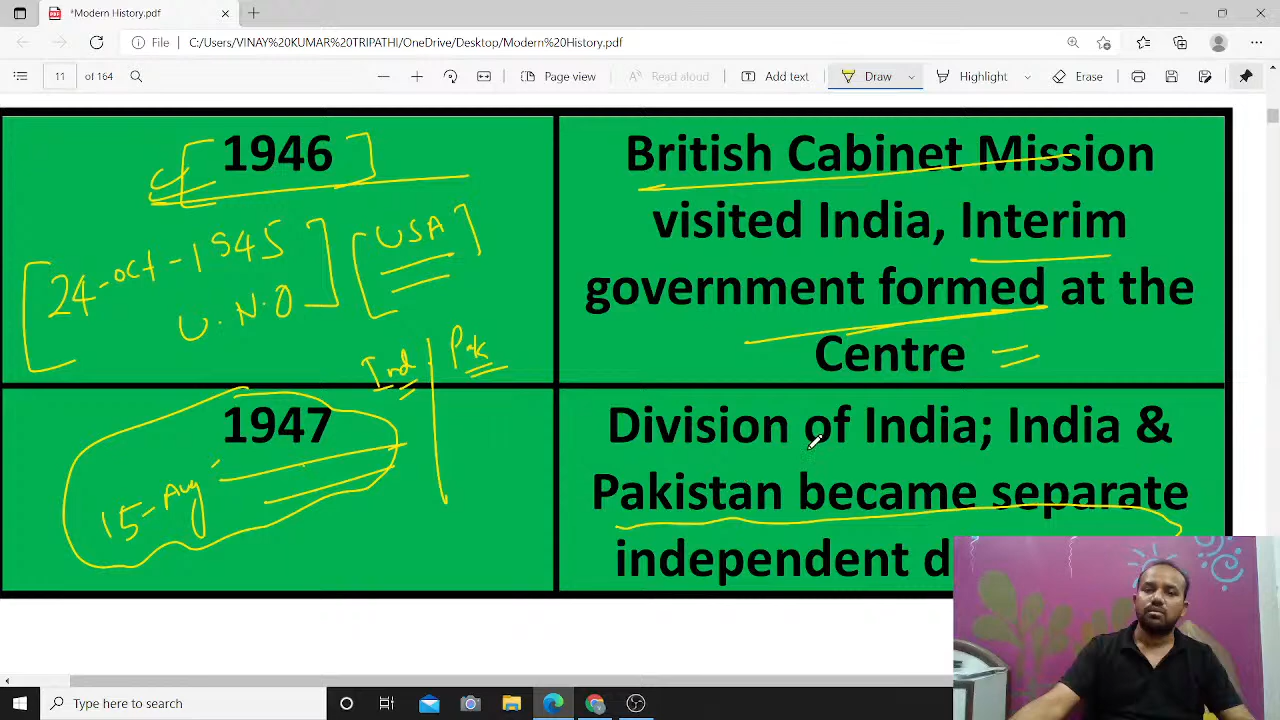 *Modern History.pdf
File
C:/Users/VINAY%20KUMAR%20TRIPATHI/OneDrive/Desktop/Modern%20History.pdf
11 of 164
Page view
Read aloud
Add text
Draw
Highlight
Erase
1946
24-oct-1945
U.N.O
USA
British Cabinet Mission
visited India, Interim
government formed at the
Centre
Ind
Pak
1947
15-Aug
Division of India; India &
Pakistan became separate
independent d
Type here to search